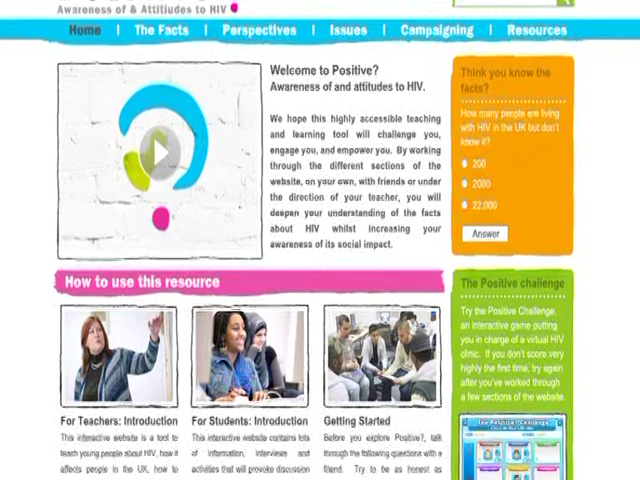 Awareness of & Attitiudes to HIV
Home | The Facts | Perspectives | Issues | Campaigning | Resources
Welcome to Positive?
Awareness of and attitudes to HIV.
We hope this highly accessible teaching
and learning tool will challenge you,
engage you, and empower you. By working
through the different sections of the
website, on your own, with friends or under
the direction of your teacher, you will
deepen your understanding of the facts
about HIV whilst increasing your
awareness of its social impact.
Think you know the
facts?
How many people are living
with HIV in the UK but don't
know it?
200
2000
22,000
Answer
How to use this resource
For Teachers: Introduction
This interactive website is a tool to
teach young people about HIV, how it
affects people in the UK, how to
For Students: Introduction
This interactive website contains lots
of information, interviews and
activities that will provoke discussion
Getting Started
Before you explore Positive?, talk
through the following questions with a
friend. Try to be as honest as
The Positive challenge
Try the Positive Challenge,
an interactive game putting
you in charge of a virtual HIV
clinic. If you don't score very
highly the first time, try again
after you've worked through
a few sections of the website.
The Positive Challenge